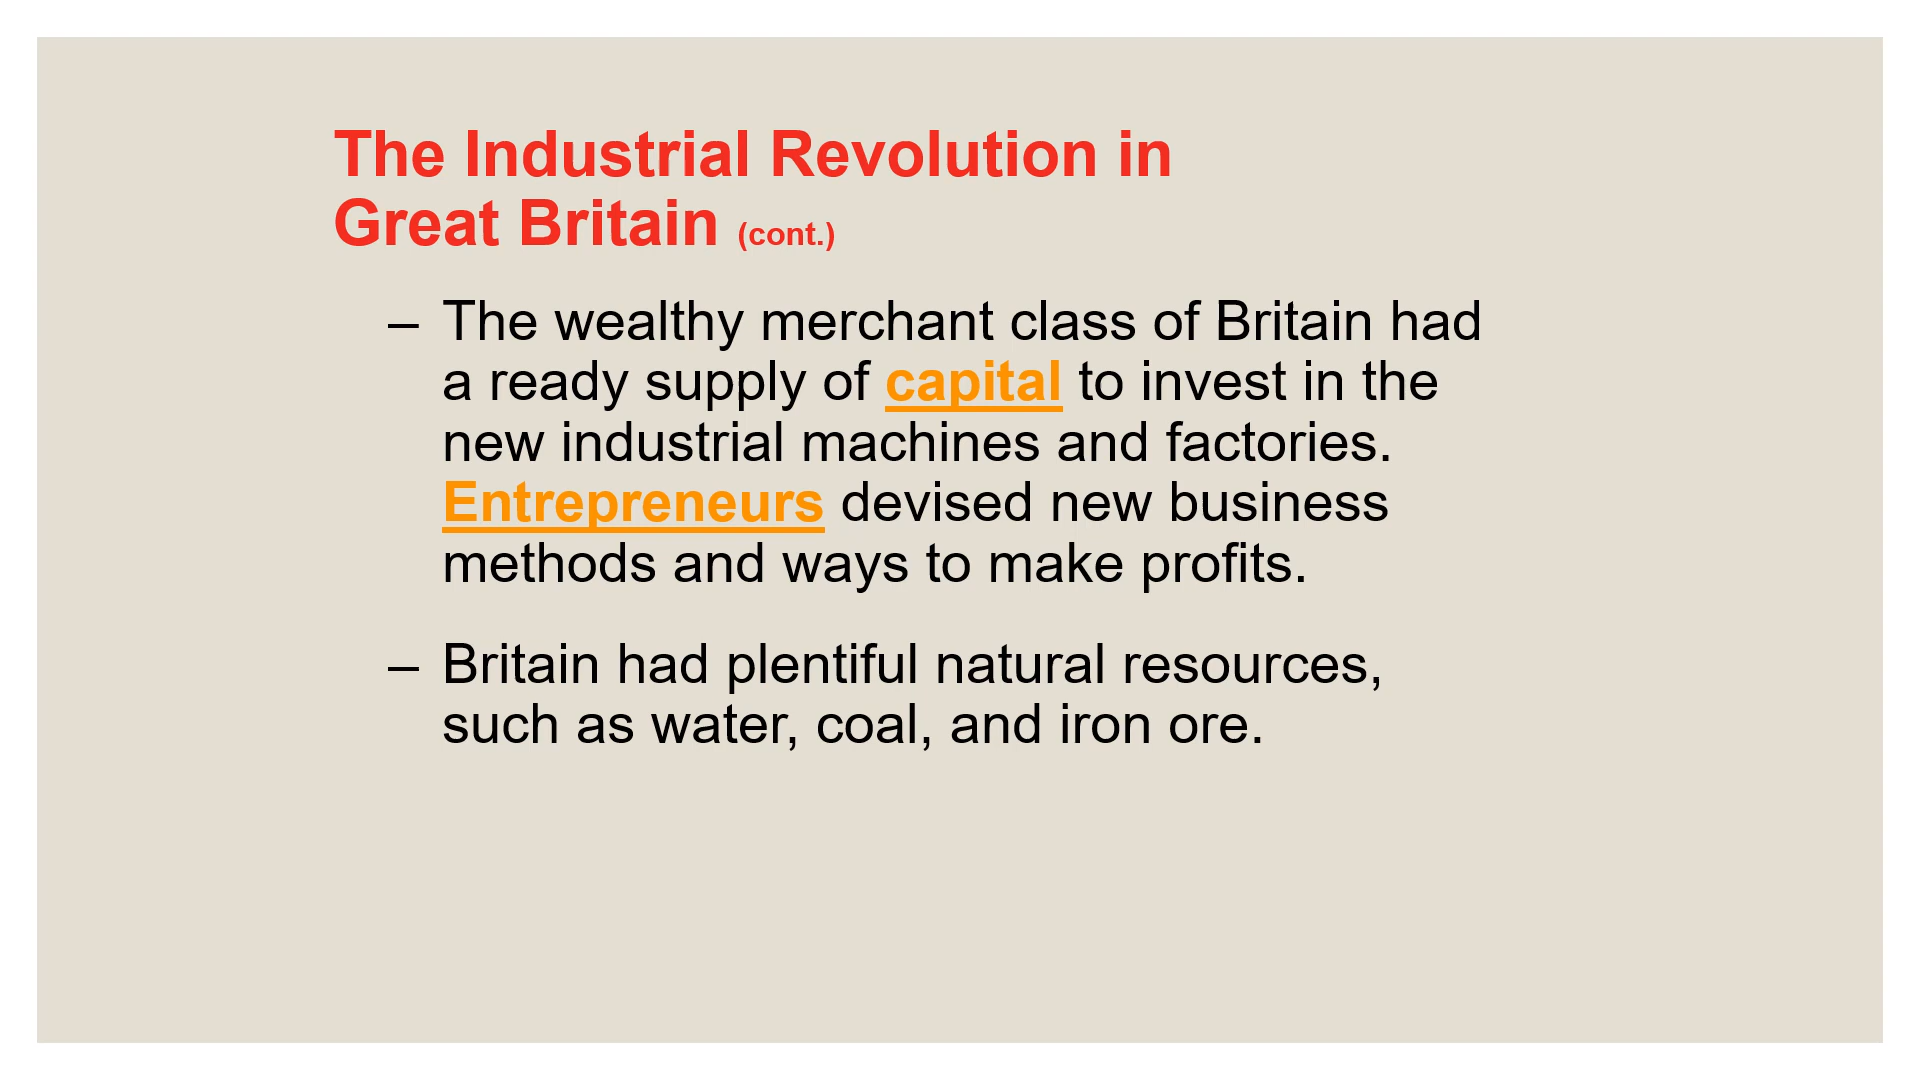 The Industrial Revolution in
Great Britain (cont.)
– The wealthy merchant class of Britain had
a ready supply of capital to invest in the
new industrial machines and factories.
Entrepreneurs devised new business
methods and ways to make profits.
– Britain had plentiful natural resources,
such as water, coal, and iron ore.